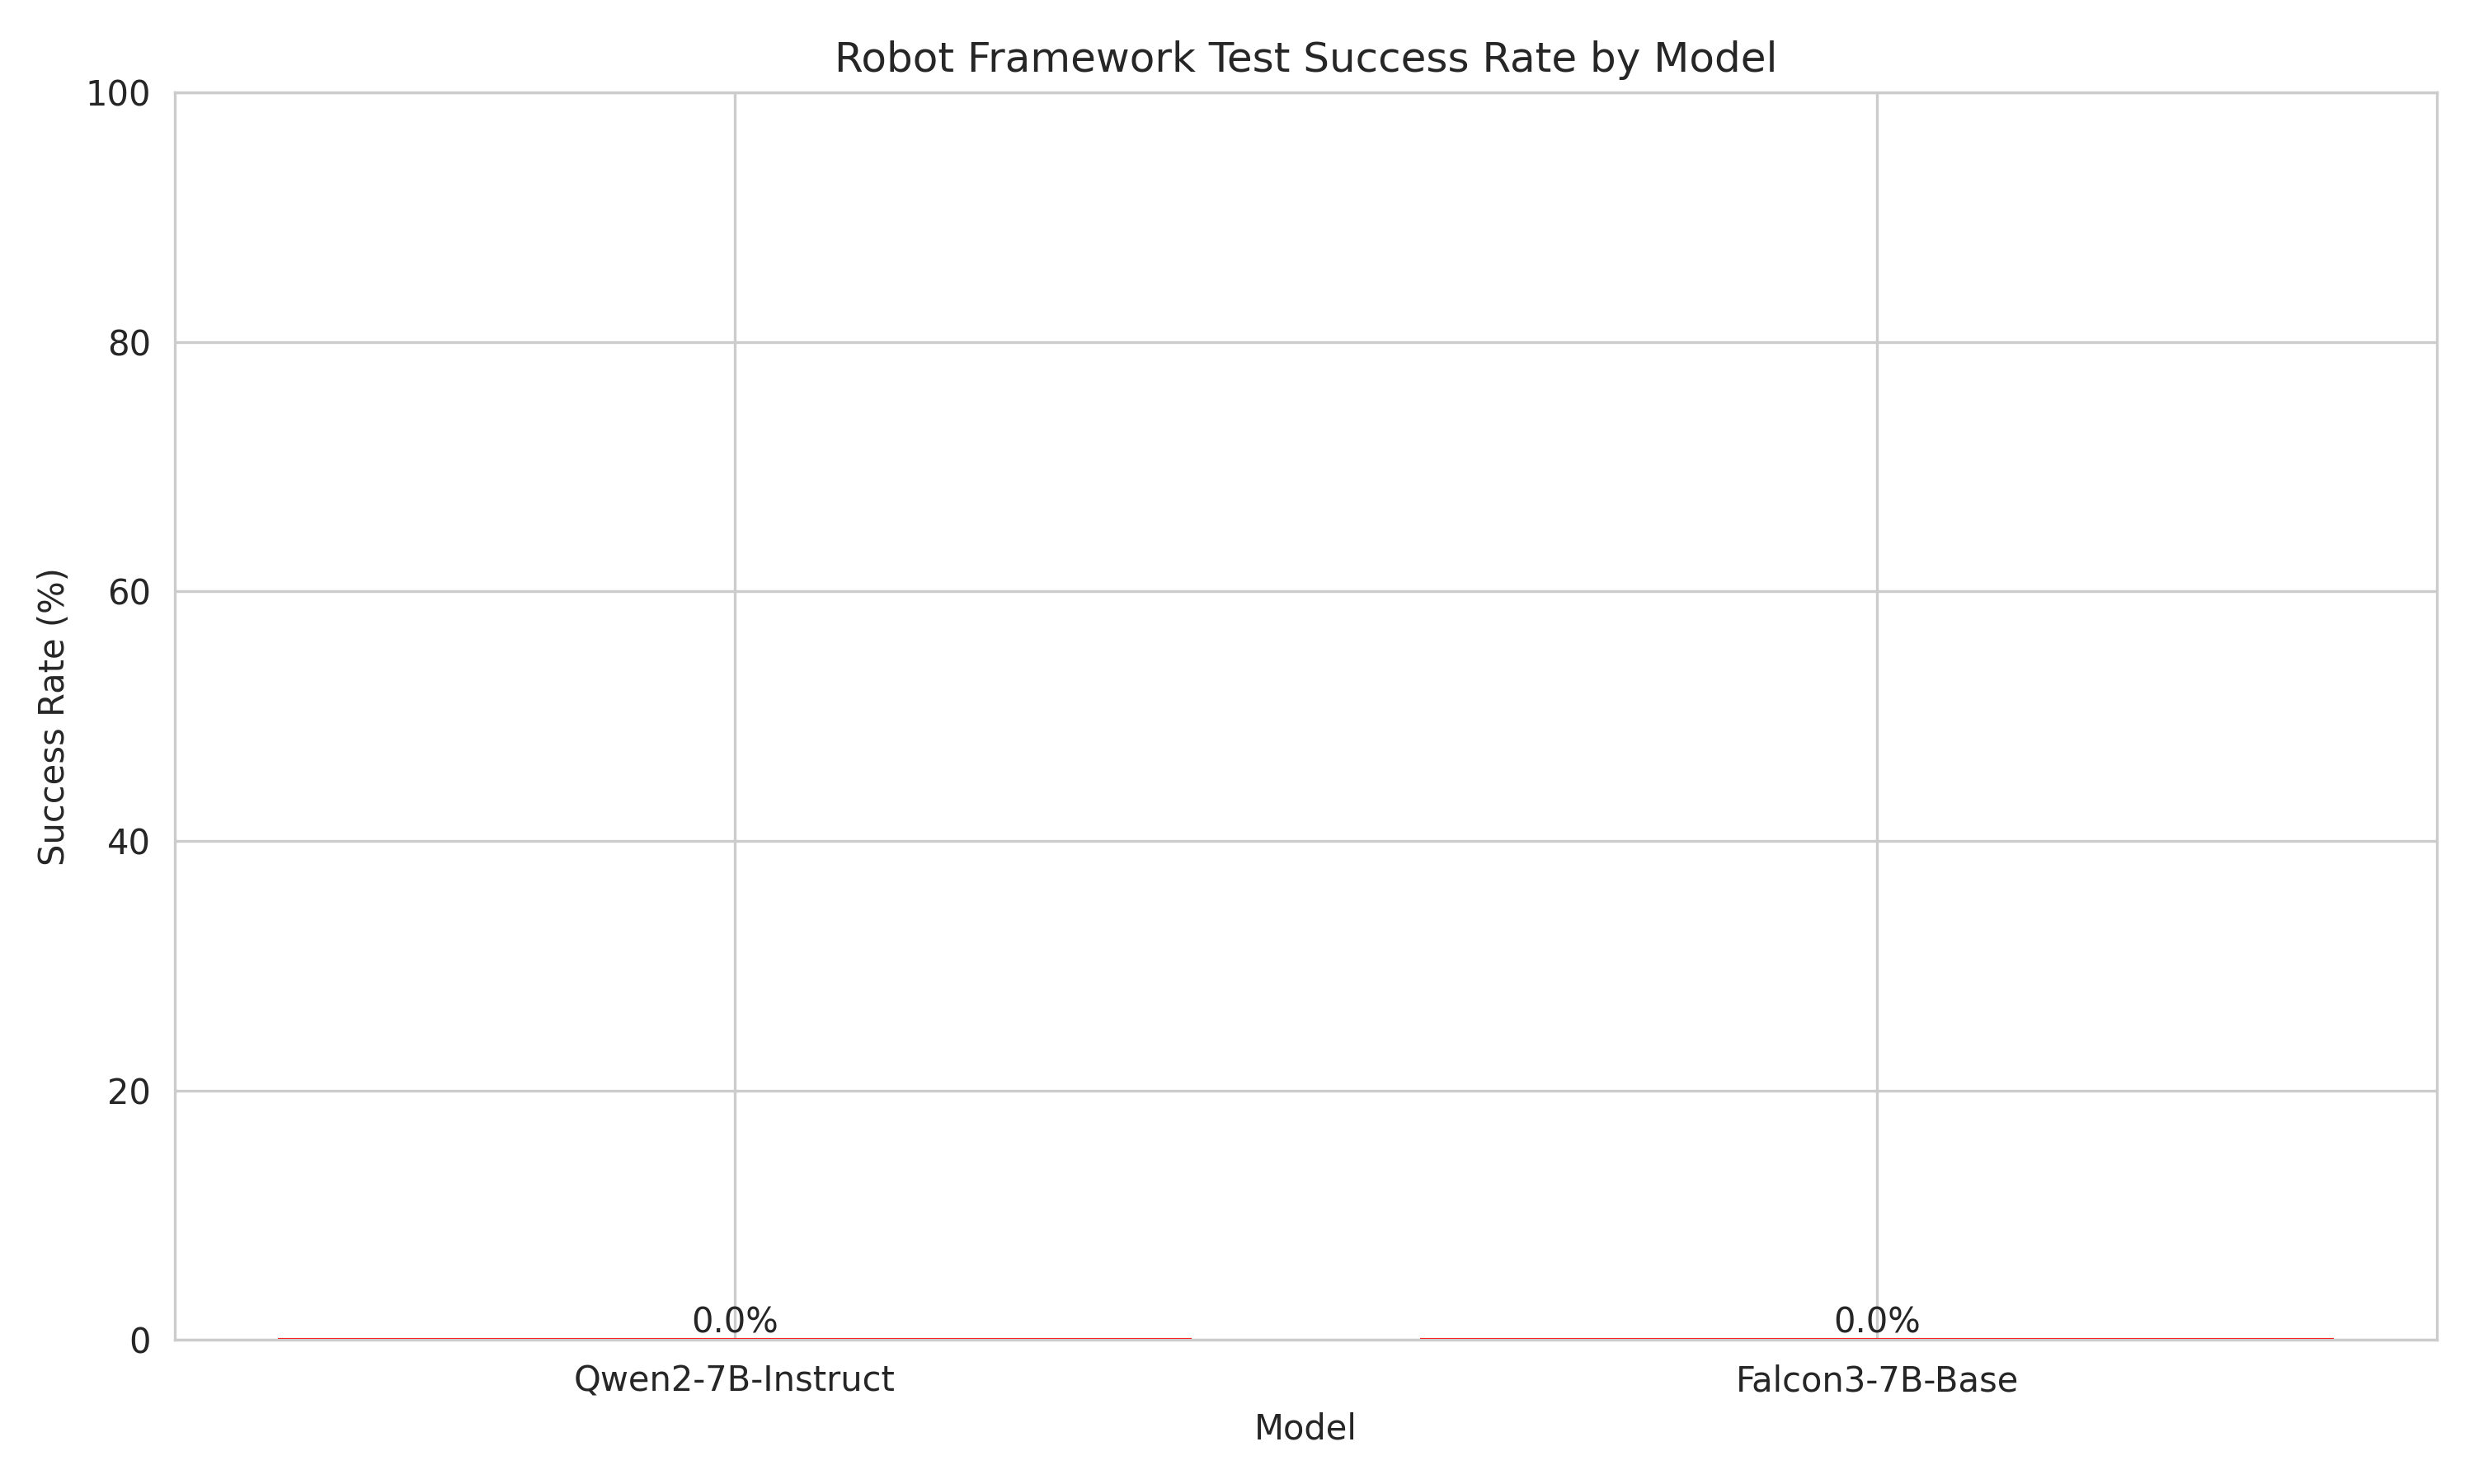 Robot Framework Test Success Rate by Model
100
80
60
40
20
0
Success Rate (%)
0.0%
0.0%
Qwen2-7B-Instruct
Falcon3-7B-Base
Model